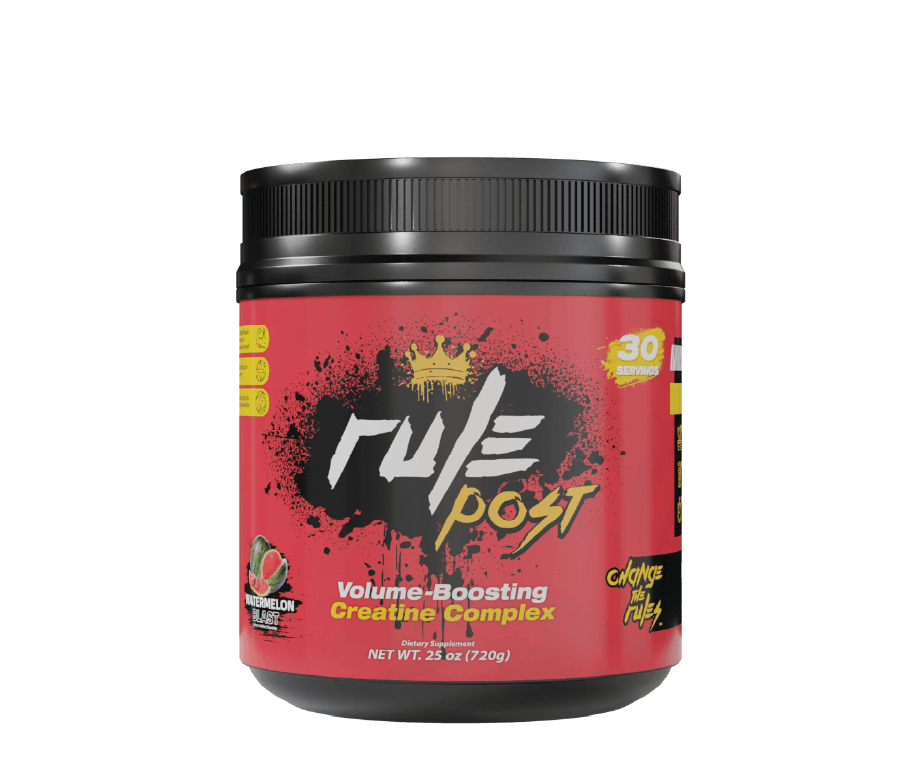 30
SERVINGS
rule
post
CHANGE
THE
rules
™
WATERMELON
BLAST
Volume-Boosting
Creatine Complex
Dietary Supplement
NET WT. 25 oz (720g)